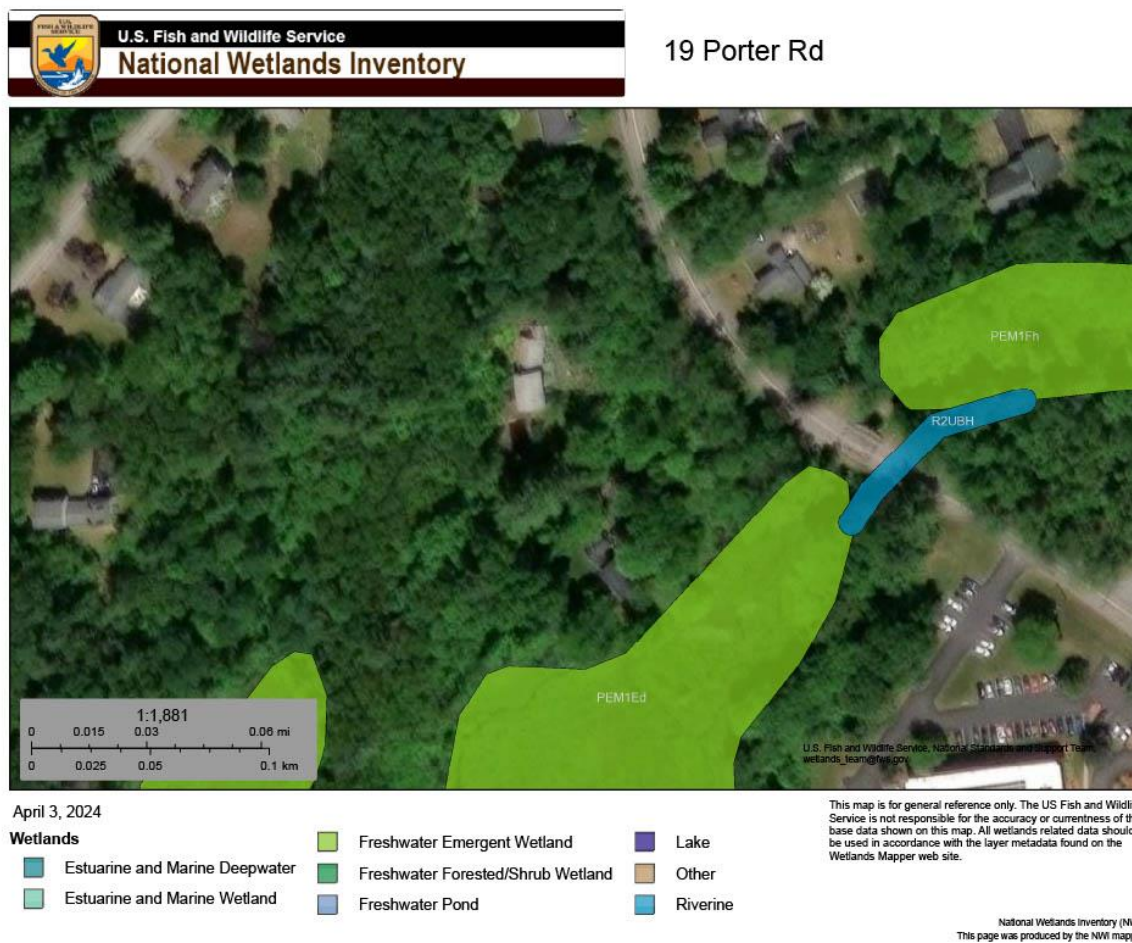 U.S.
FISH & WILDLIFE
SERVICE
U.S. Fish and Wildlife Service
National Wetlands Inventory
19 Porter Rd
PEM1Fh
R2UBH
PEM1Ed
1:1,881
0 0.015 0.03 0.06 mi
0 0.025 0.05 0.1 km
U.S. Fish and Wildlife Service, National Standards and Support Team,
wetlands_team@fws.gov
April 3, 2024
This map is for general reference only. The US Fish and Wildli
Service is not responsible for the accuracy or currentness of th
base data shown on this map. All wetlands related data shoul
be used in accordance with the layer metadata found on the
Wetlands Mapper web site.
Wetlands
Estuarine and Marine Deepwater
Estuarine and Marine Wetland
Freshwater Emergent Wetland
Freshwater Forested/Shrub Wetland
Freshwater Pond
Lake
Other
Riverine
National Wetlands Inventory (NW
This page was produced by the NWI mapp